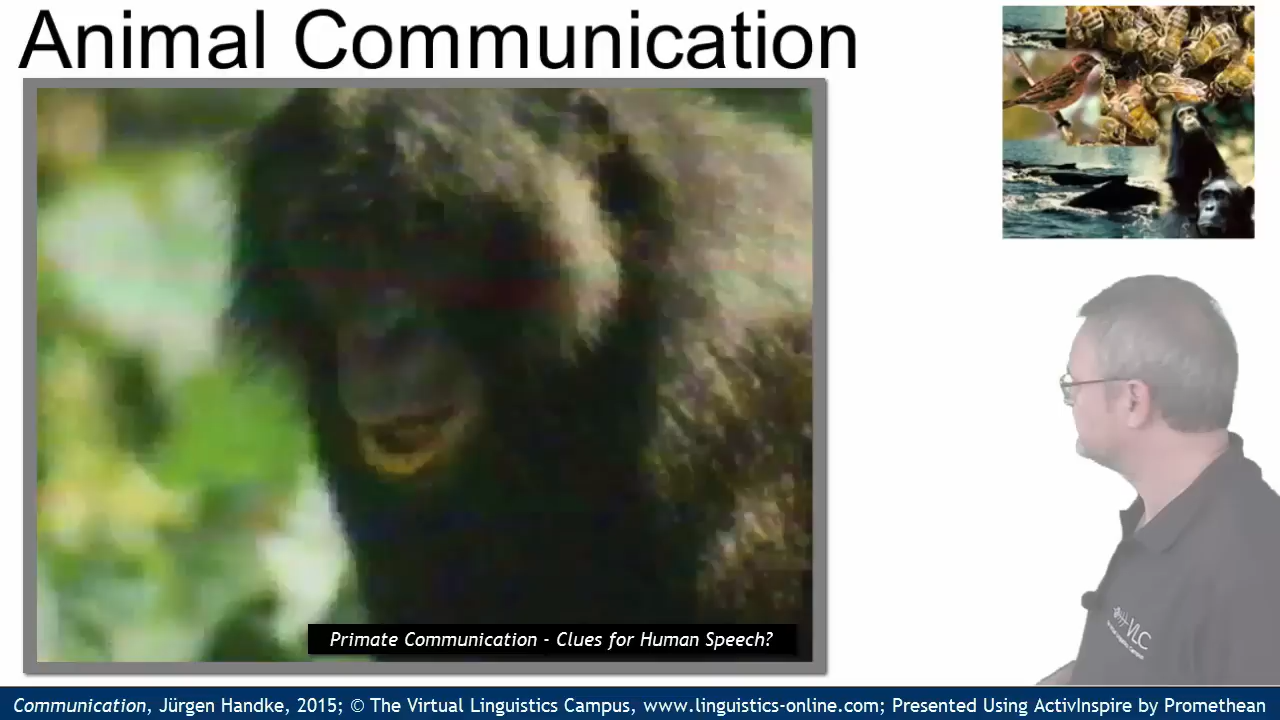 Animal Communication
VLC
Primate Communication - Clues for Human Speech?
Communication, Jürgen Handke, 2015; © The Virtual Linguistics Campus, www.linguistics-online.com; Presented Using ActivInspire by Promethean